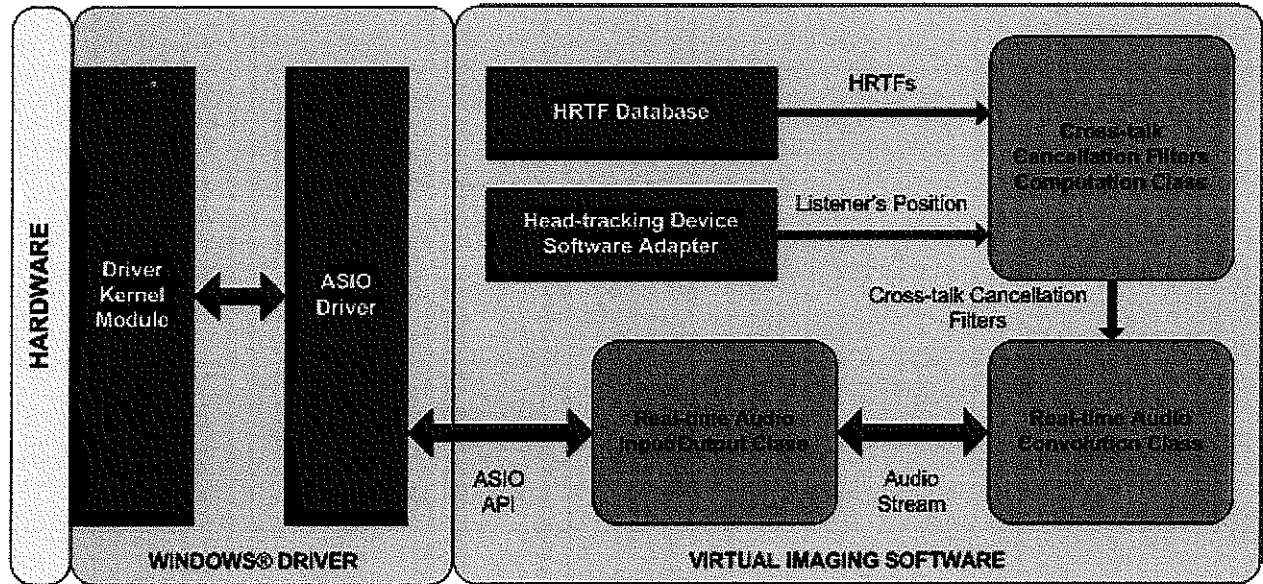 HARDWARE
Driver
Kernel
Module
ASIO
Driver
WINDOWS® DRIVER
HRTF Database
HRTFs
Head-tracking Device
Software Adapter
Listener's Position
Cross-talk
Cancellation Filters
Computation Class
Cross-talk Cancellation
Filters
Real-time Audio
Input/Output Class
Real-time Audio
Convolution Class
ASIO
API
Audio
Stream
VIRTUAL IMAGING SOFTWARE